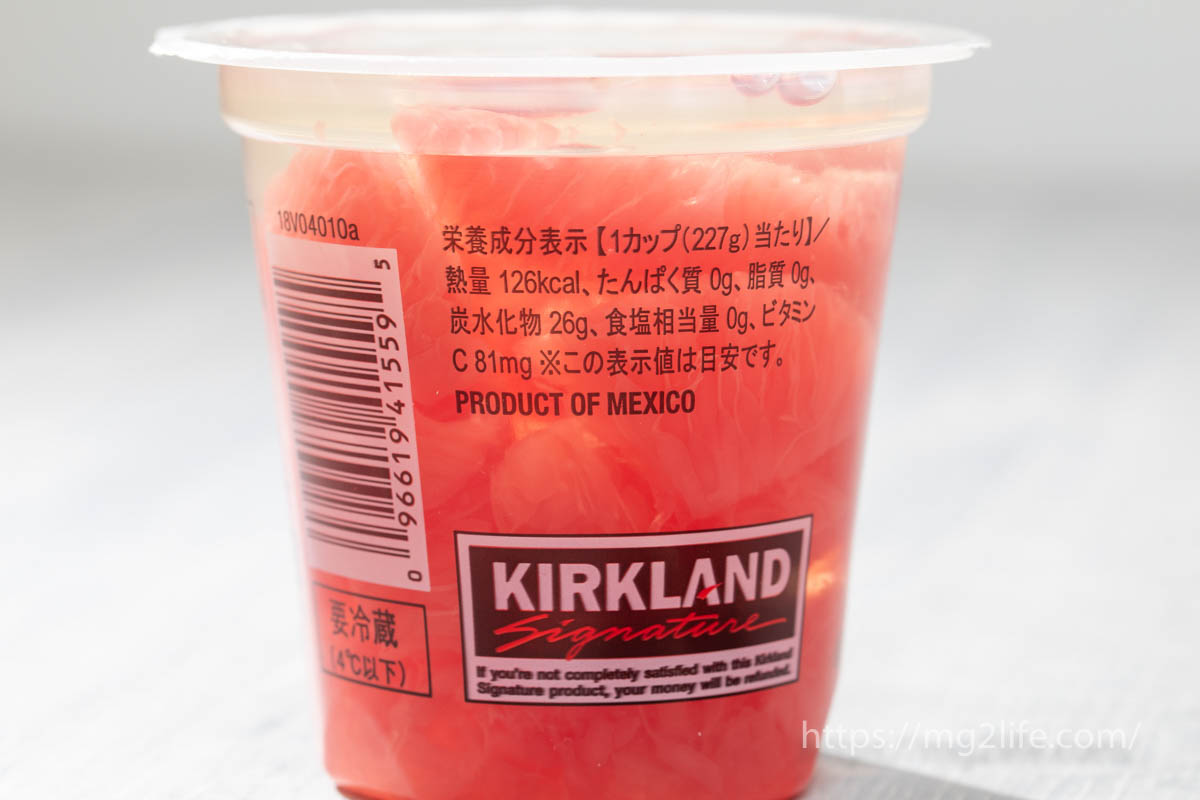 18V04010a
栄養成分表示【1カップ(227g)当たり】/
熱量 126kcal、たんぱく質 0g、脂質 0g、
炭水化物 26g、食塩相当量 0g、ビタミン
C 81mg ※この表示値は目安です。
PRODUCT OF MEXICO
0 96619 41559 5
要冷蔵
(4℃以下)
KIRKLAND
Signature
If you're not completely satisfied with this Kirkland
Signature product, your money will be refunded.
https://mg2life.com/